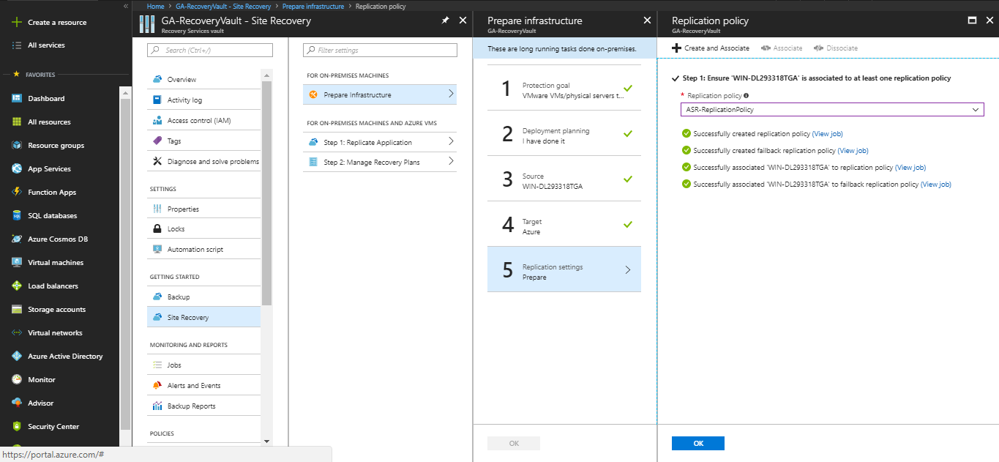 Home > GA-RecoveryVault - Site Recovery > Prepare infrastructure > Replication policy
«
Create a resource
All services
FAVORITES
Dashboard
All resources
Resource groups
App Services
Function Apps
SQL databases
Azure Cosmos DB
Virtual machines
Load balancers
Storage accounts
Virtual networks
Azure Active Directory
Monitor
Advisor
Security Center
https://portal.azure.com/#
GA-RecoveryVault - Site Recovery
Recovery Services vault
Search (Ctrl+/)
Overview
Activity log
Access control (IAM)
Tags
Diagnose and solve problems
SETTINGS
Properties
Locks
Automation script
GETTING STARTED
Backup
Site Recovery
MONITORING AND REPORTS
Jobs
Alerts and Events
Backup Reports
POLICIES
Filter settings
FOR ON-PREMISES MACHINES
Prepare Infrastructure
FOR ON-PREMISES MACHINES AND AZURE VMS
Step 1: Replicate Application
Step 2: Manage Recovery Plans
Prepare infrastructure
GA-RecoveryVault
These are long running tasks done on-premises.
1
Protection goal
VMware VMs/physical servers t...
2
Deployment planning
I have done it
3
Source
WIN-DL293318TGA
4
Target
Azure
5
Replication settings
Prepare
OK
Replication policy
GA-RecoveryVault
Create and Associate
Associate
Dissociate
Step 1: Ensure 'WIN-DL293318TGA' is associated to at least one replication policy
* Replication policy
ASR-ReplicationPolicy
Successfully created replication policy (View job)
Successfully created failback replication policy (View job)
Successfully associated 'WIN-DL293318TGA' to replication policy (View job)
Successfully associated 'WIN-DL293318TGA' to failback replication policy (View job)
OK